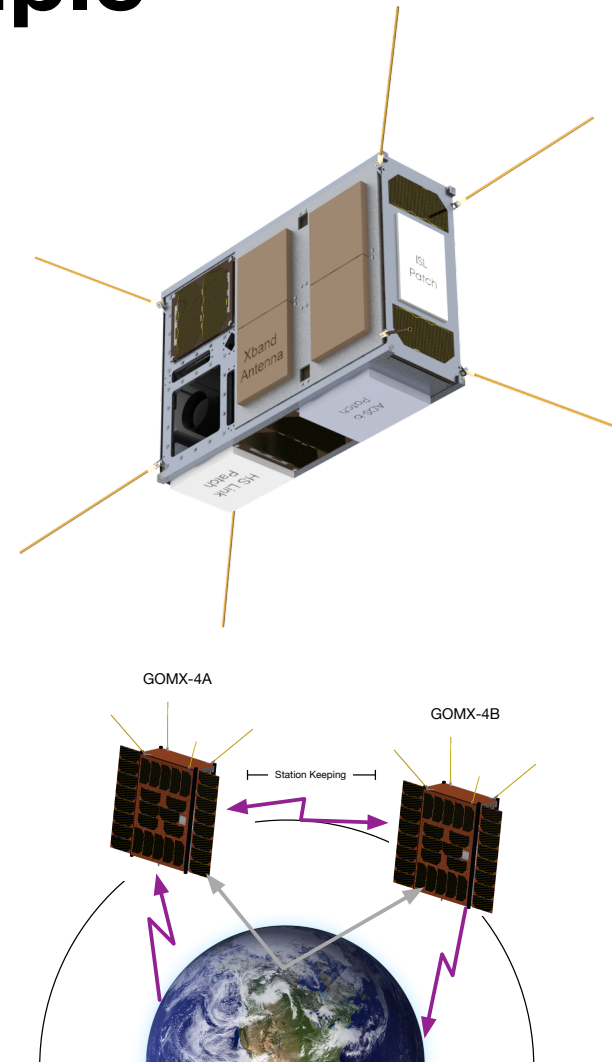 ISL
Patch
Xband
Antenna
ADS-B
Patch
HS Link
Patch
GOMX-4A
GOMX-4B
Station Keeping